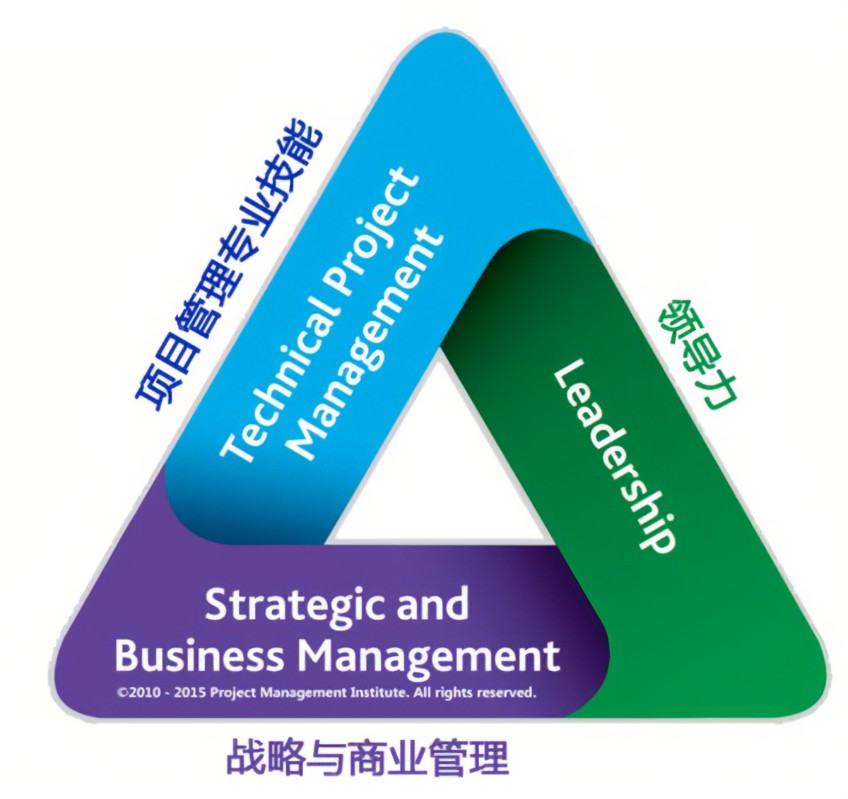 项目管理专业技能
Technical Project
Management
领导力
Leadership
Strategic and
Business Management
©2010 - 2015 Project Management Institute. All rights reserved.
战略与商业管理